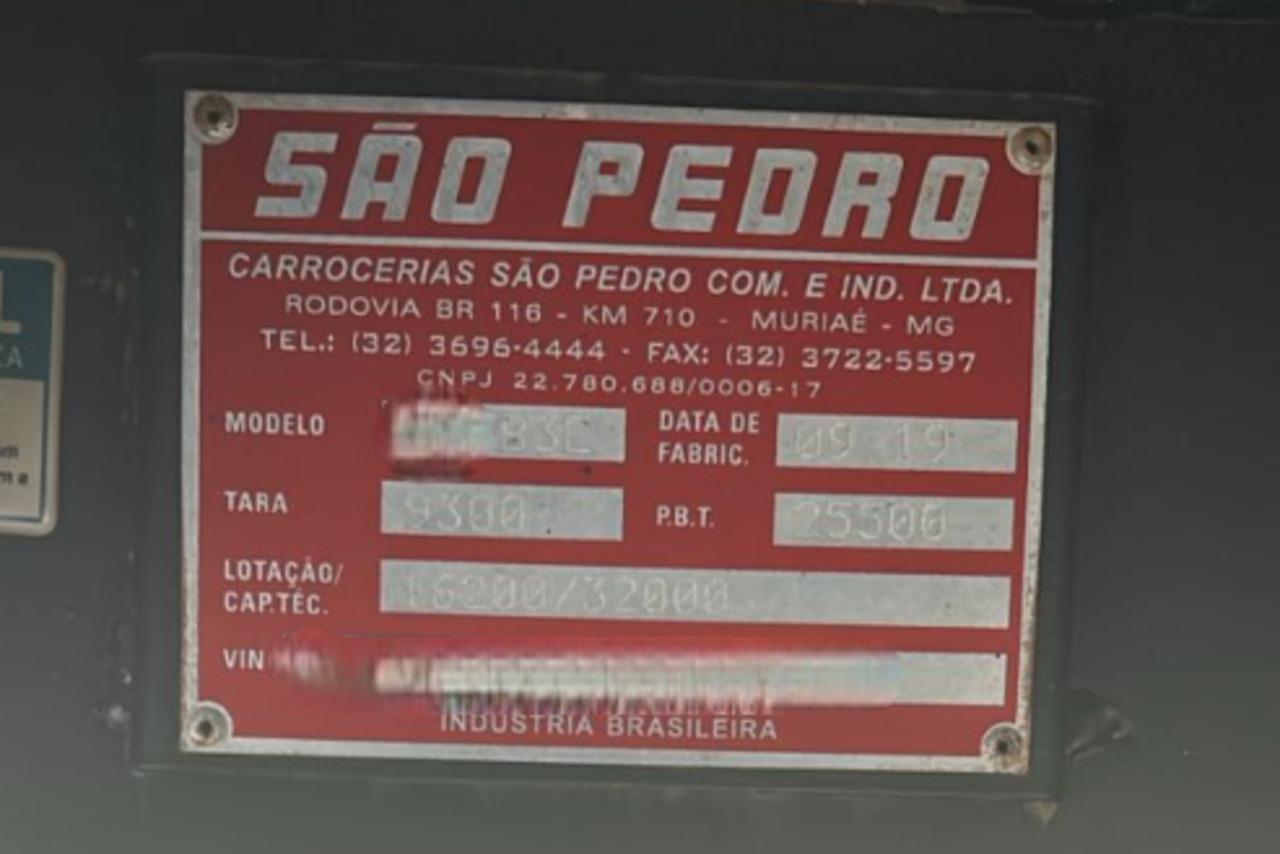 SÃO PEDRO
CARROCERIAS SÃO PEDRO COM. E IND. LTDA.
RODOVIA BR 116 - KM 710 - MURIAÉ - MG
TEL.: (32) 3696-4444 - FAX: (32) 3722-5597
CNPJ 22.780.688/0006-17
MODELO B3E DATA DE FABRIC. 09 19
TARA 9300 P.B.T. 25500
LOTAÇÃO/ CAP.TÉC. 16200/32000
VIN
INDUSTRIA BRASILEIRA